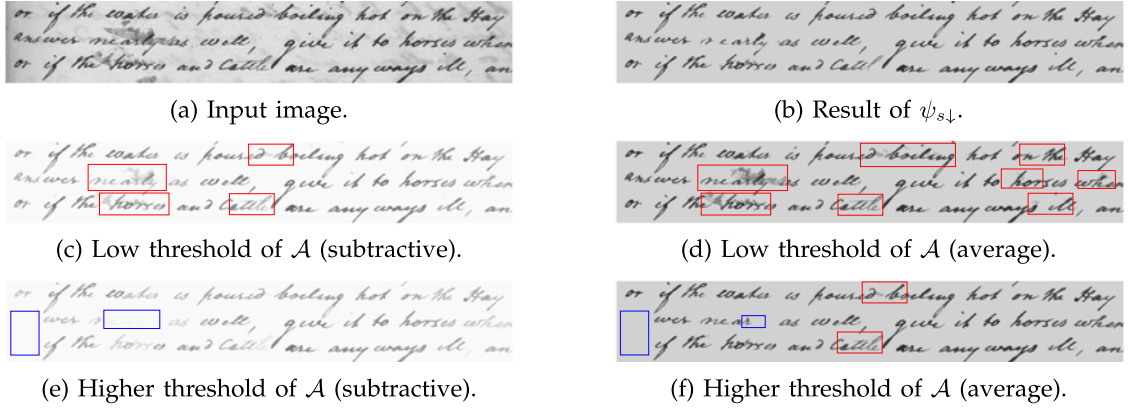 or if the water is poured boiling hot on the Hay
answer nearly as well, give it to horses when
or if the horses and Cattle are any ways ill, an
(a) Input image.
or if the water is poured boiling hot on the Hay
answer nearly as well, give it to horses when
or if the horses and Cattle are any ways ill, an
(b) Result of ψs↓.
or if the water is poured boiling hot on the Hay
answer nearly as well, give it to horses when
or if the horses and Cattle are any ways ill, an
(c) Low threshold of 𝒜 (subtractive).
or if the water is poured boiling hot on the Hay
answer nearly as well, give it to horses when
or if the horses and Cattle are any ways ill, an
(d) Low threshold of 𝒜 (average).
or if the water is poured boiling hot on the Hay
wer ne as well, give it to horses when
if the horses and Cattle are any ways ill, an
(e) Higher threshold of 𝒜 (subtractive).
or if the water is poured boiling hot on the Hay
wer near as well, give it to horses when
if the horses and Cattle are any ways ill, an
(f) Higher threshold of 𝒜 (average).